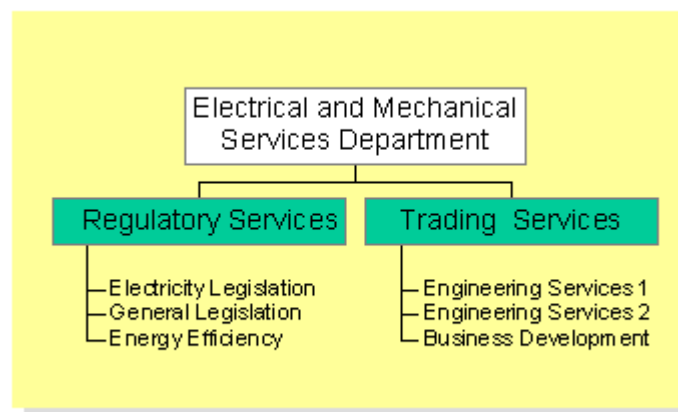 Electrical and Mechanical
Services Department
Regulatory Services
Electricity Legislation
General Legislation
Energy Efficiency
Trading Services
Engineering Services 1
Engineering Services 2
Business Development